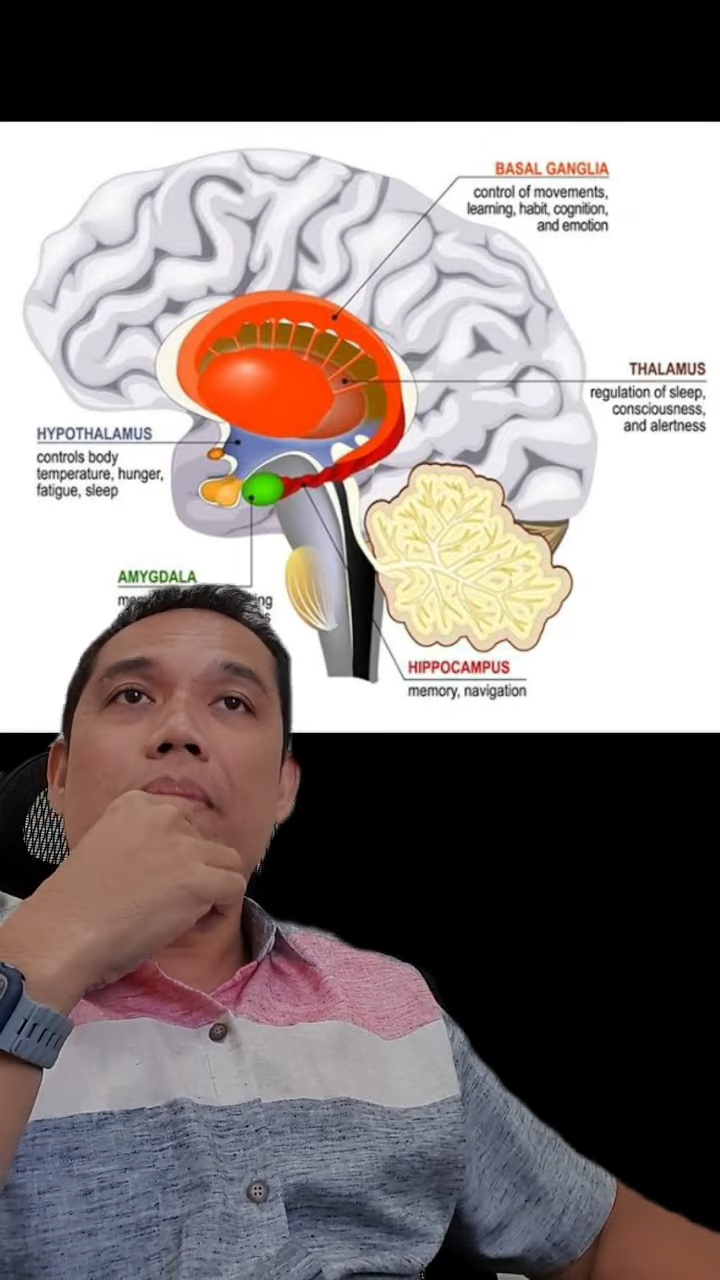 BASAL GANGLIA
control of movements,
learning, habit, cognition,
and emotion
THALAMUS
regulation of sleep,
consciousness,
and alertness
HYPOTHALAMUS
controls body
temperature, hunger,
fatigue, sleep
AMYGDALA
HIPPOCAMPUS
memory, navigation